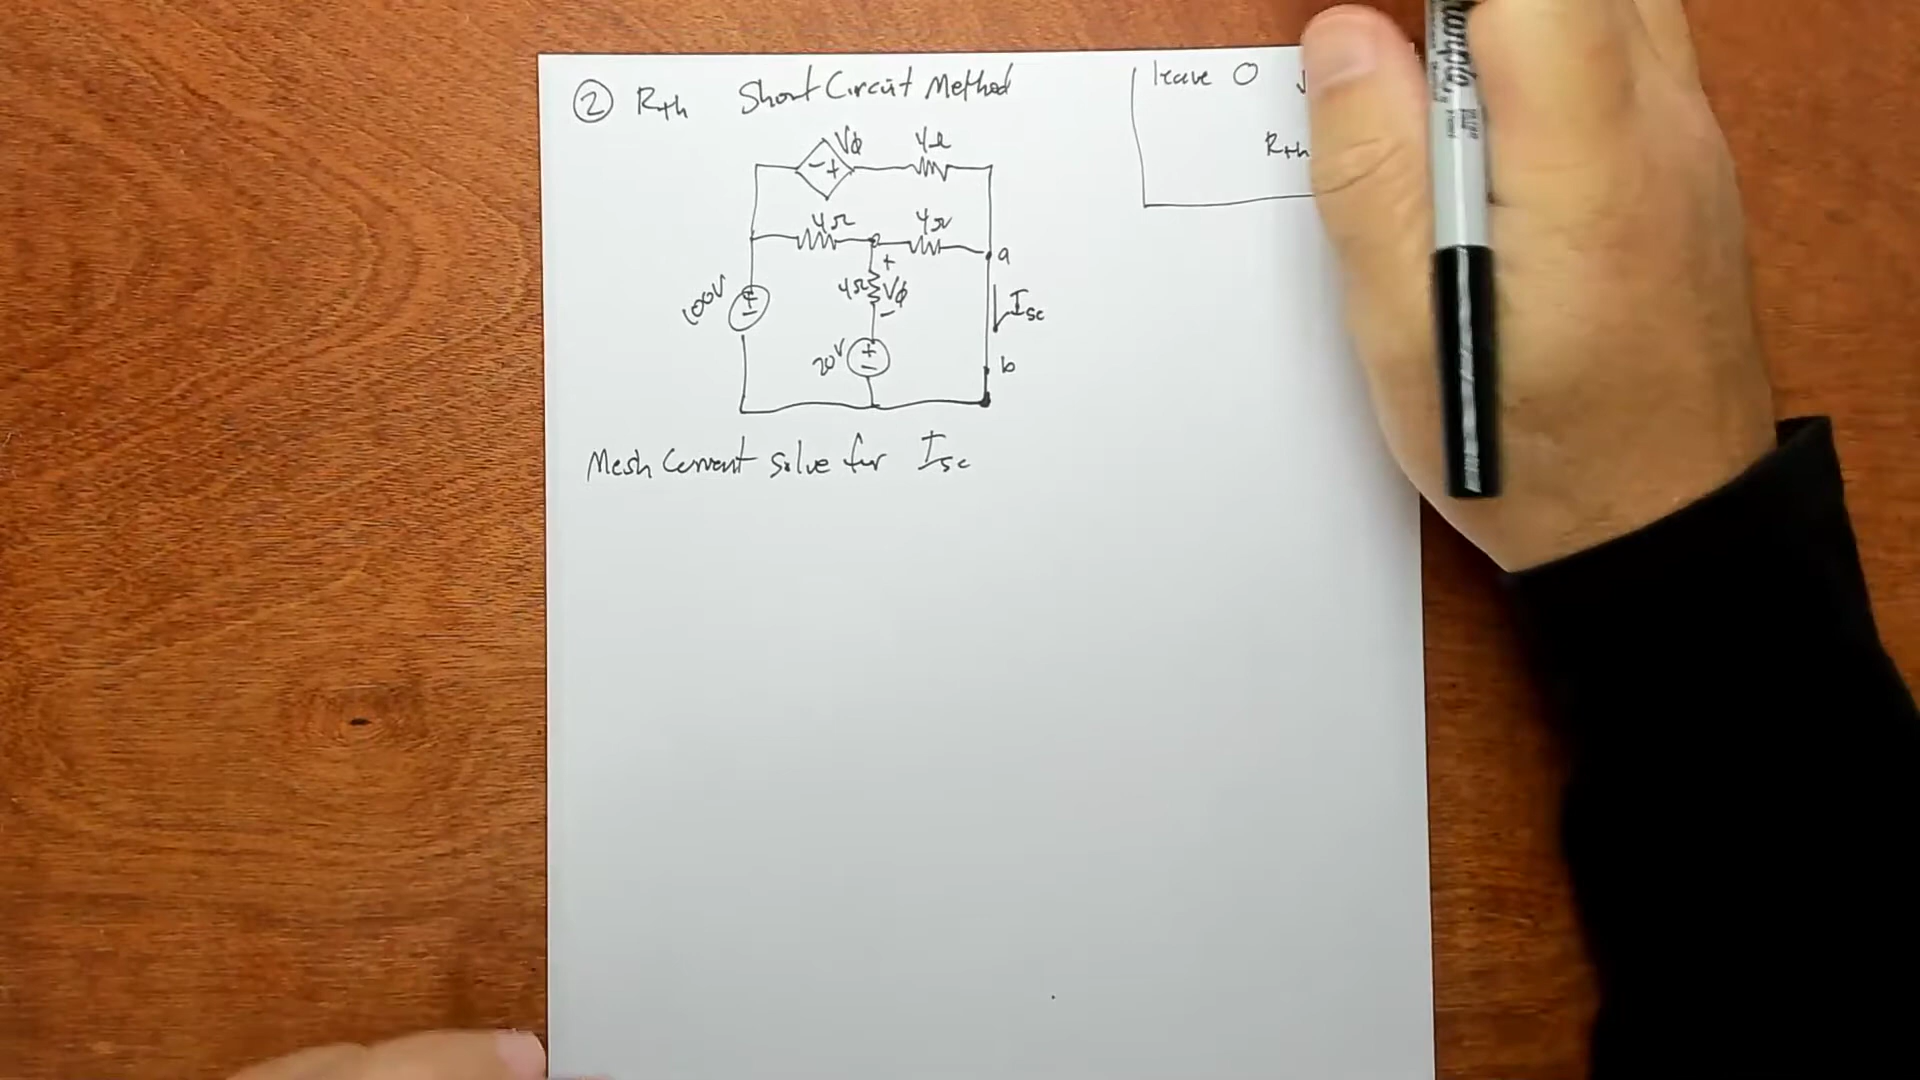 ② Rth Short Circuit Method
leave O
Rth
Vϕ 4Ω
- +
4Ω 4Ω
+ a
100V + - 4Ω Vϕ Isc
-
20V + - b
Mesh Current solve for Isc